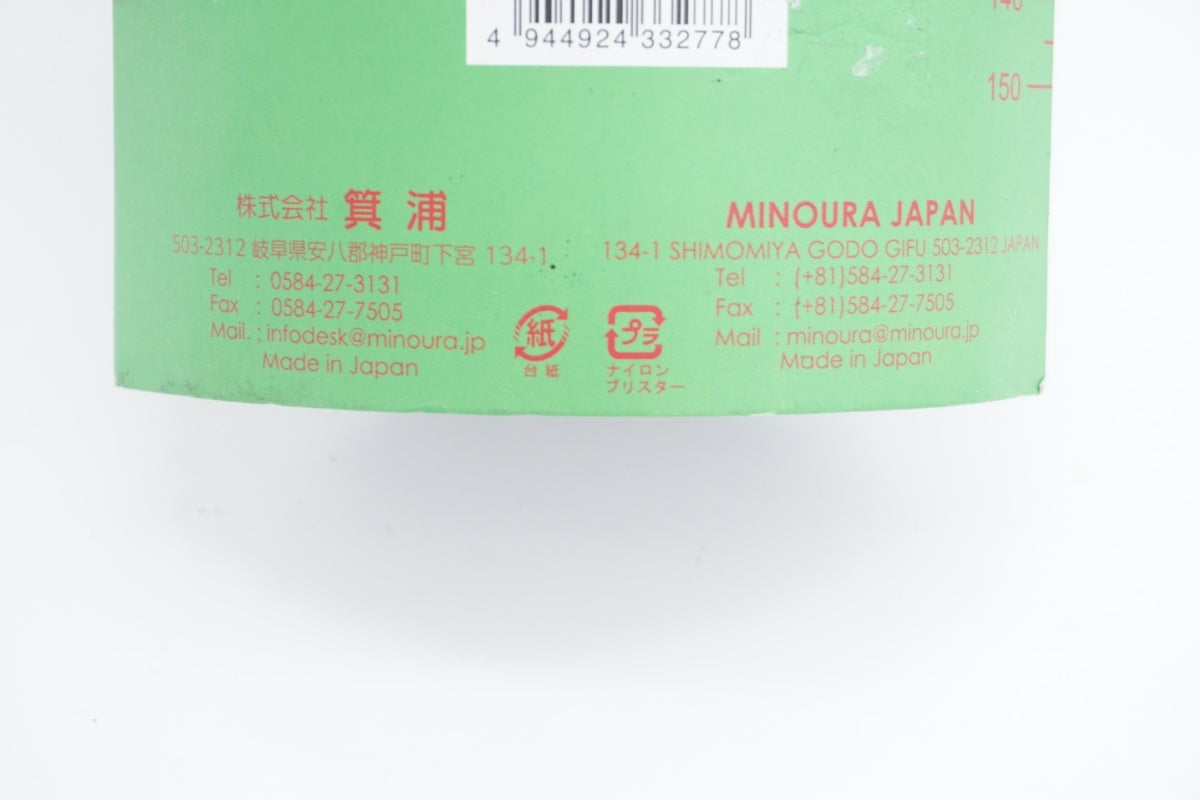 140
4 944924 332778
150
株式会社 箕浦
503-2312 岐阜県安八郡神戸町下宮 134-1
Tel : 0584-27-3131
Fax : 0584-27-7505
Mail. : infodesk@minoura.jp
Made in Japan
紙
台紙
プラ
ナイロン
ブリスター
MINOURA JAPAN
134-1 SHIMOMIYA GODO GIFU 503-2312 JAPAN
Tel : (+81)584-27-3131
Fax : (+81)584-27-7505
Mail : minoura@minoura.jp
Made in Japan